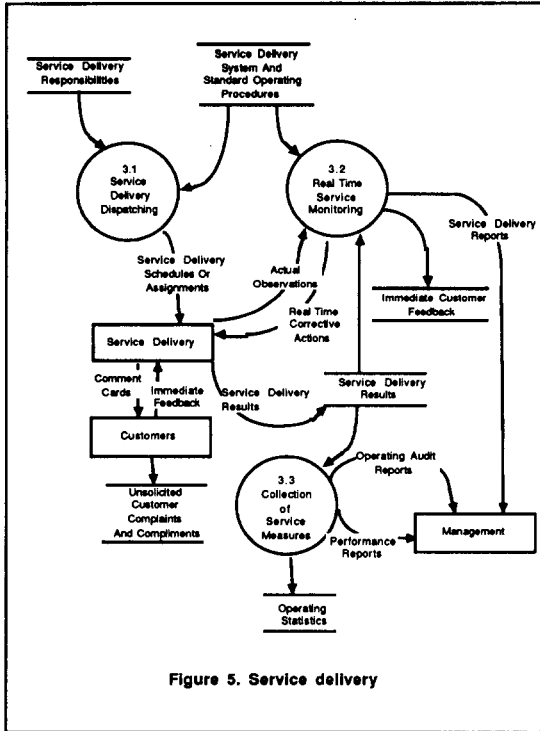 Service Delivery
Responsibilities
Service Delivery
System And
Standard Operating
Procedures
3.1
Service
Delivery
Dispatching
3.2
Real Time
Service
Monitoring
Service Delivery
Reports
Service Delivery
Schedules Or
Assignments
Actual
Observations
Immediate Customer
Feedback
Real Time
Corrective
Actions
Service Delivery
Comment
Cards
Immediate
Feedback
Service Delivery
Results
Service Delivery
Results
Customers
Operating Audit
Reports
3.3
Collection
of
Service
Measures
Unsolicited
Customer
Complaints
And Compliments
Performance
Reports
Management
Operating
Statistics
Figure 5. Service delivery